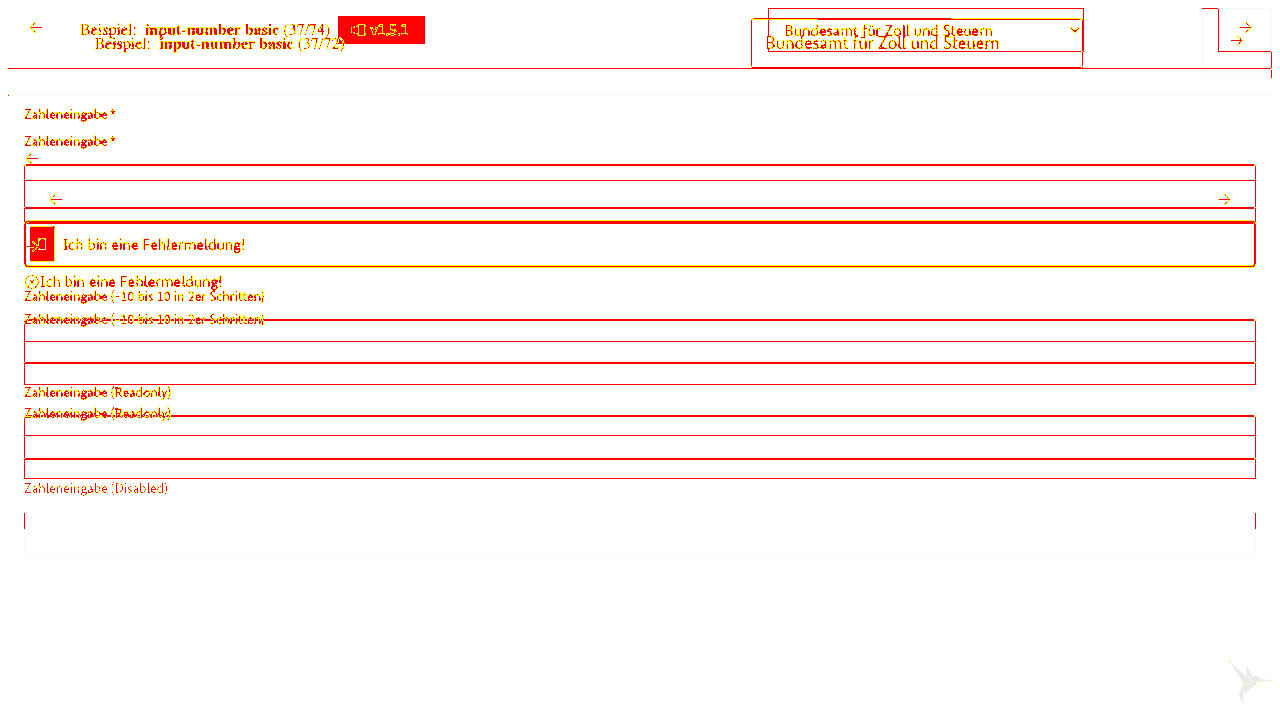 Beispiel: input-number basic (37/74) v1.5.1 Bundesamt für Zoll und Steuern
Beispiel: input-number basic (37/72) Bundesamt für Zoll und Steuern
Zahleneingabe *
Zahleneingabe *
Ich bin eine Fehlermeldung!
Ich bin eine Fehlermeldung!
Zahleneingabe (-10 bis 10 in 2er Schritten)
Zahleneingabe (-10 bis 10 in 2er Schritten)
Zahleneingabe (Readonly)
Zahleneingabe (Readonly)
Zahleneingabe (Disabled)